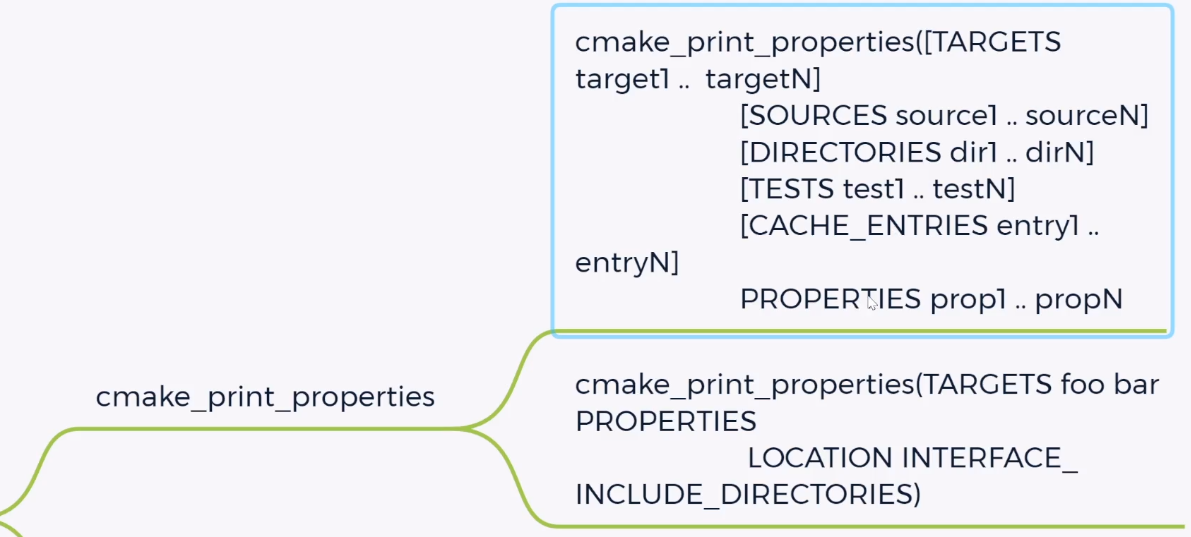 cmake_print_properties([TARGETS
target1 ..  targetN]
[SOURCES source1 .. sourceN]
[DIRECTORIES dir1 .. dirN]
[TESTS test1 .. testN]
[CACHE_ENTRIES entry1 ..
entryN]
PROPERTIES prop1 .. propN
cmake_print_properties
cmake_print_properties(TARGETS foo bar
PROPERTIES
LOCATION INTERFACE_
INCLUDE_DIRECTORIES)